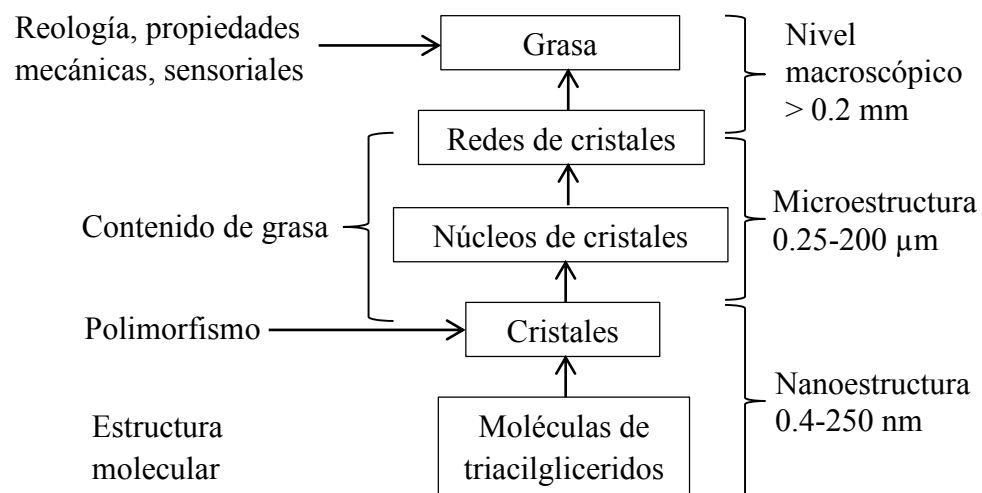 Reología, propiedades
mecánicas, sensoriales
Grasa
Nivel
macroscópico
> 0.2 mm
Redes de cristales
Contenido de grasa
Núcleos de cristales
Microestructura
0.25-200 µm
Polimorfismo
Cristales
Nanoestructura
0.4-250 nm
Estructura
molecular
Moléculas de
triacilgliceridos